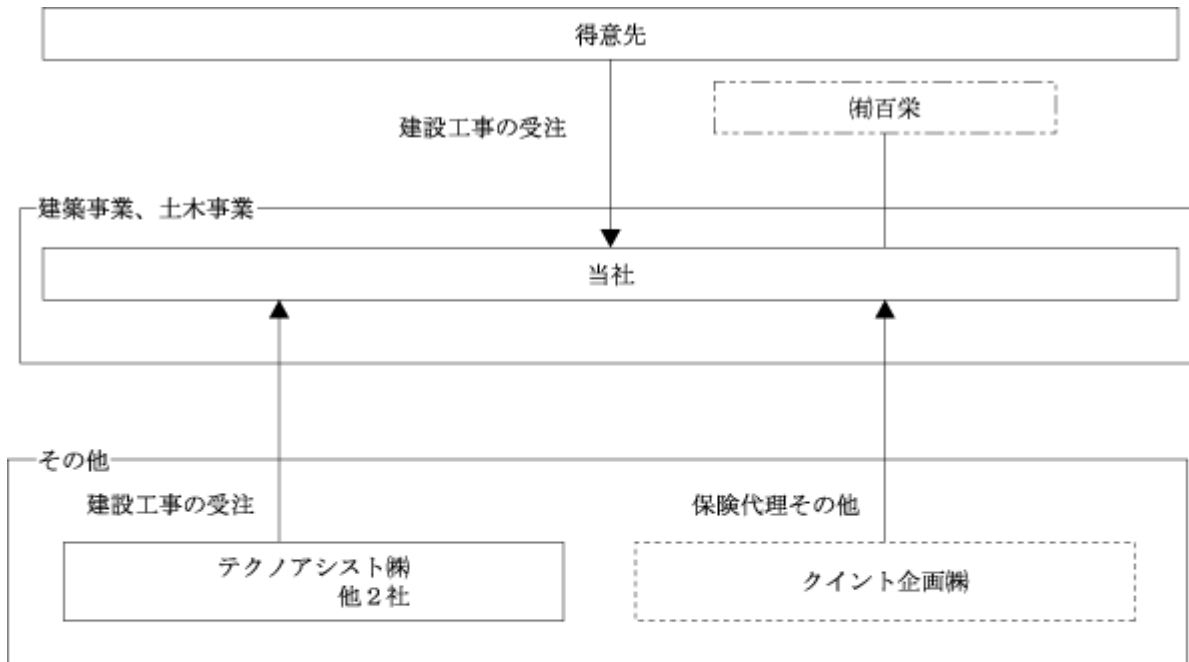 得意先
建設工事の受注
㈲百栄
建築事業、土木事業
当社
その他
建設工事の受注
保険代理その他
テクノアシスト㈱
他２社
クイント企画㈱